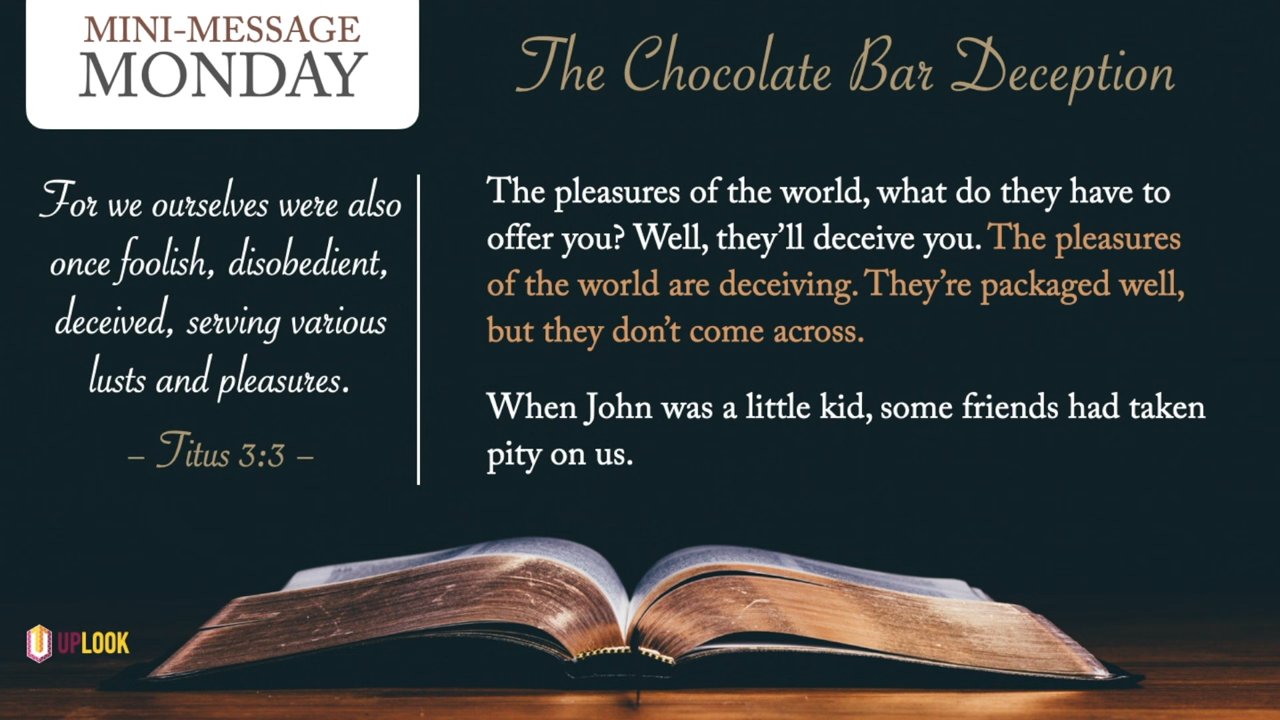 MINI-MESSAGE
MONDAY
The Chocolate Bar Deception
For we ourselves were also
once foolish, disobedient,
deceived, serving various
lusts and pleasures.
– Titus 3:3 –
The pleasures of the world, what do they have to
offer you? Well, they’ll deceive you. The pleasures
of the world are deceiving. They’re packaged well,
but they don’t come across.
When John was a little kid, some friends had taken
pity on us.
UPLOOK